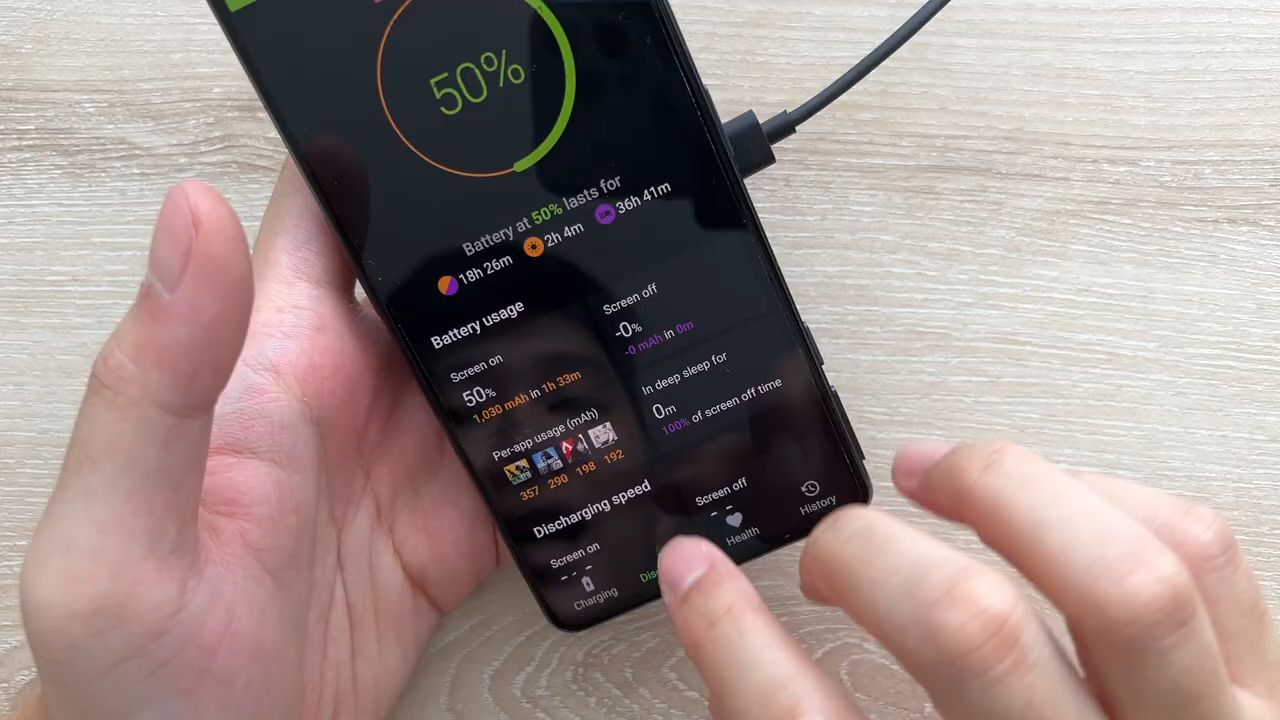 50%
Battery at 50% lasts for
18h 26m 2h 4m 36h 41m
Battery usage
Screen on
50%
1,030 mAh in 1h 33m
Screen off
-0%
-0 mAh in 0m
Per-app usage (mAh)
357 290 198 192
In deep sleep for
0m
100% of screen off time
Discharging speed
Screen on
Screen off
Charging
Health
History